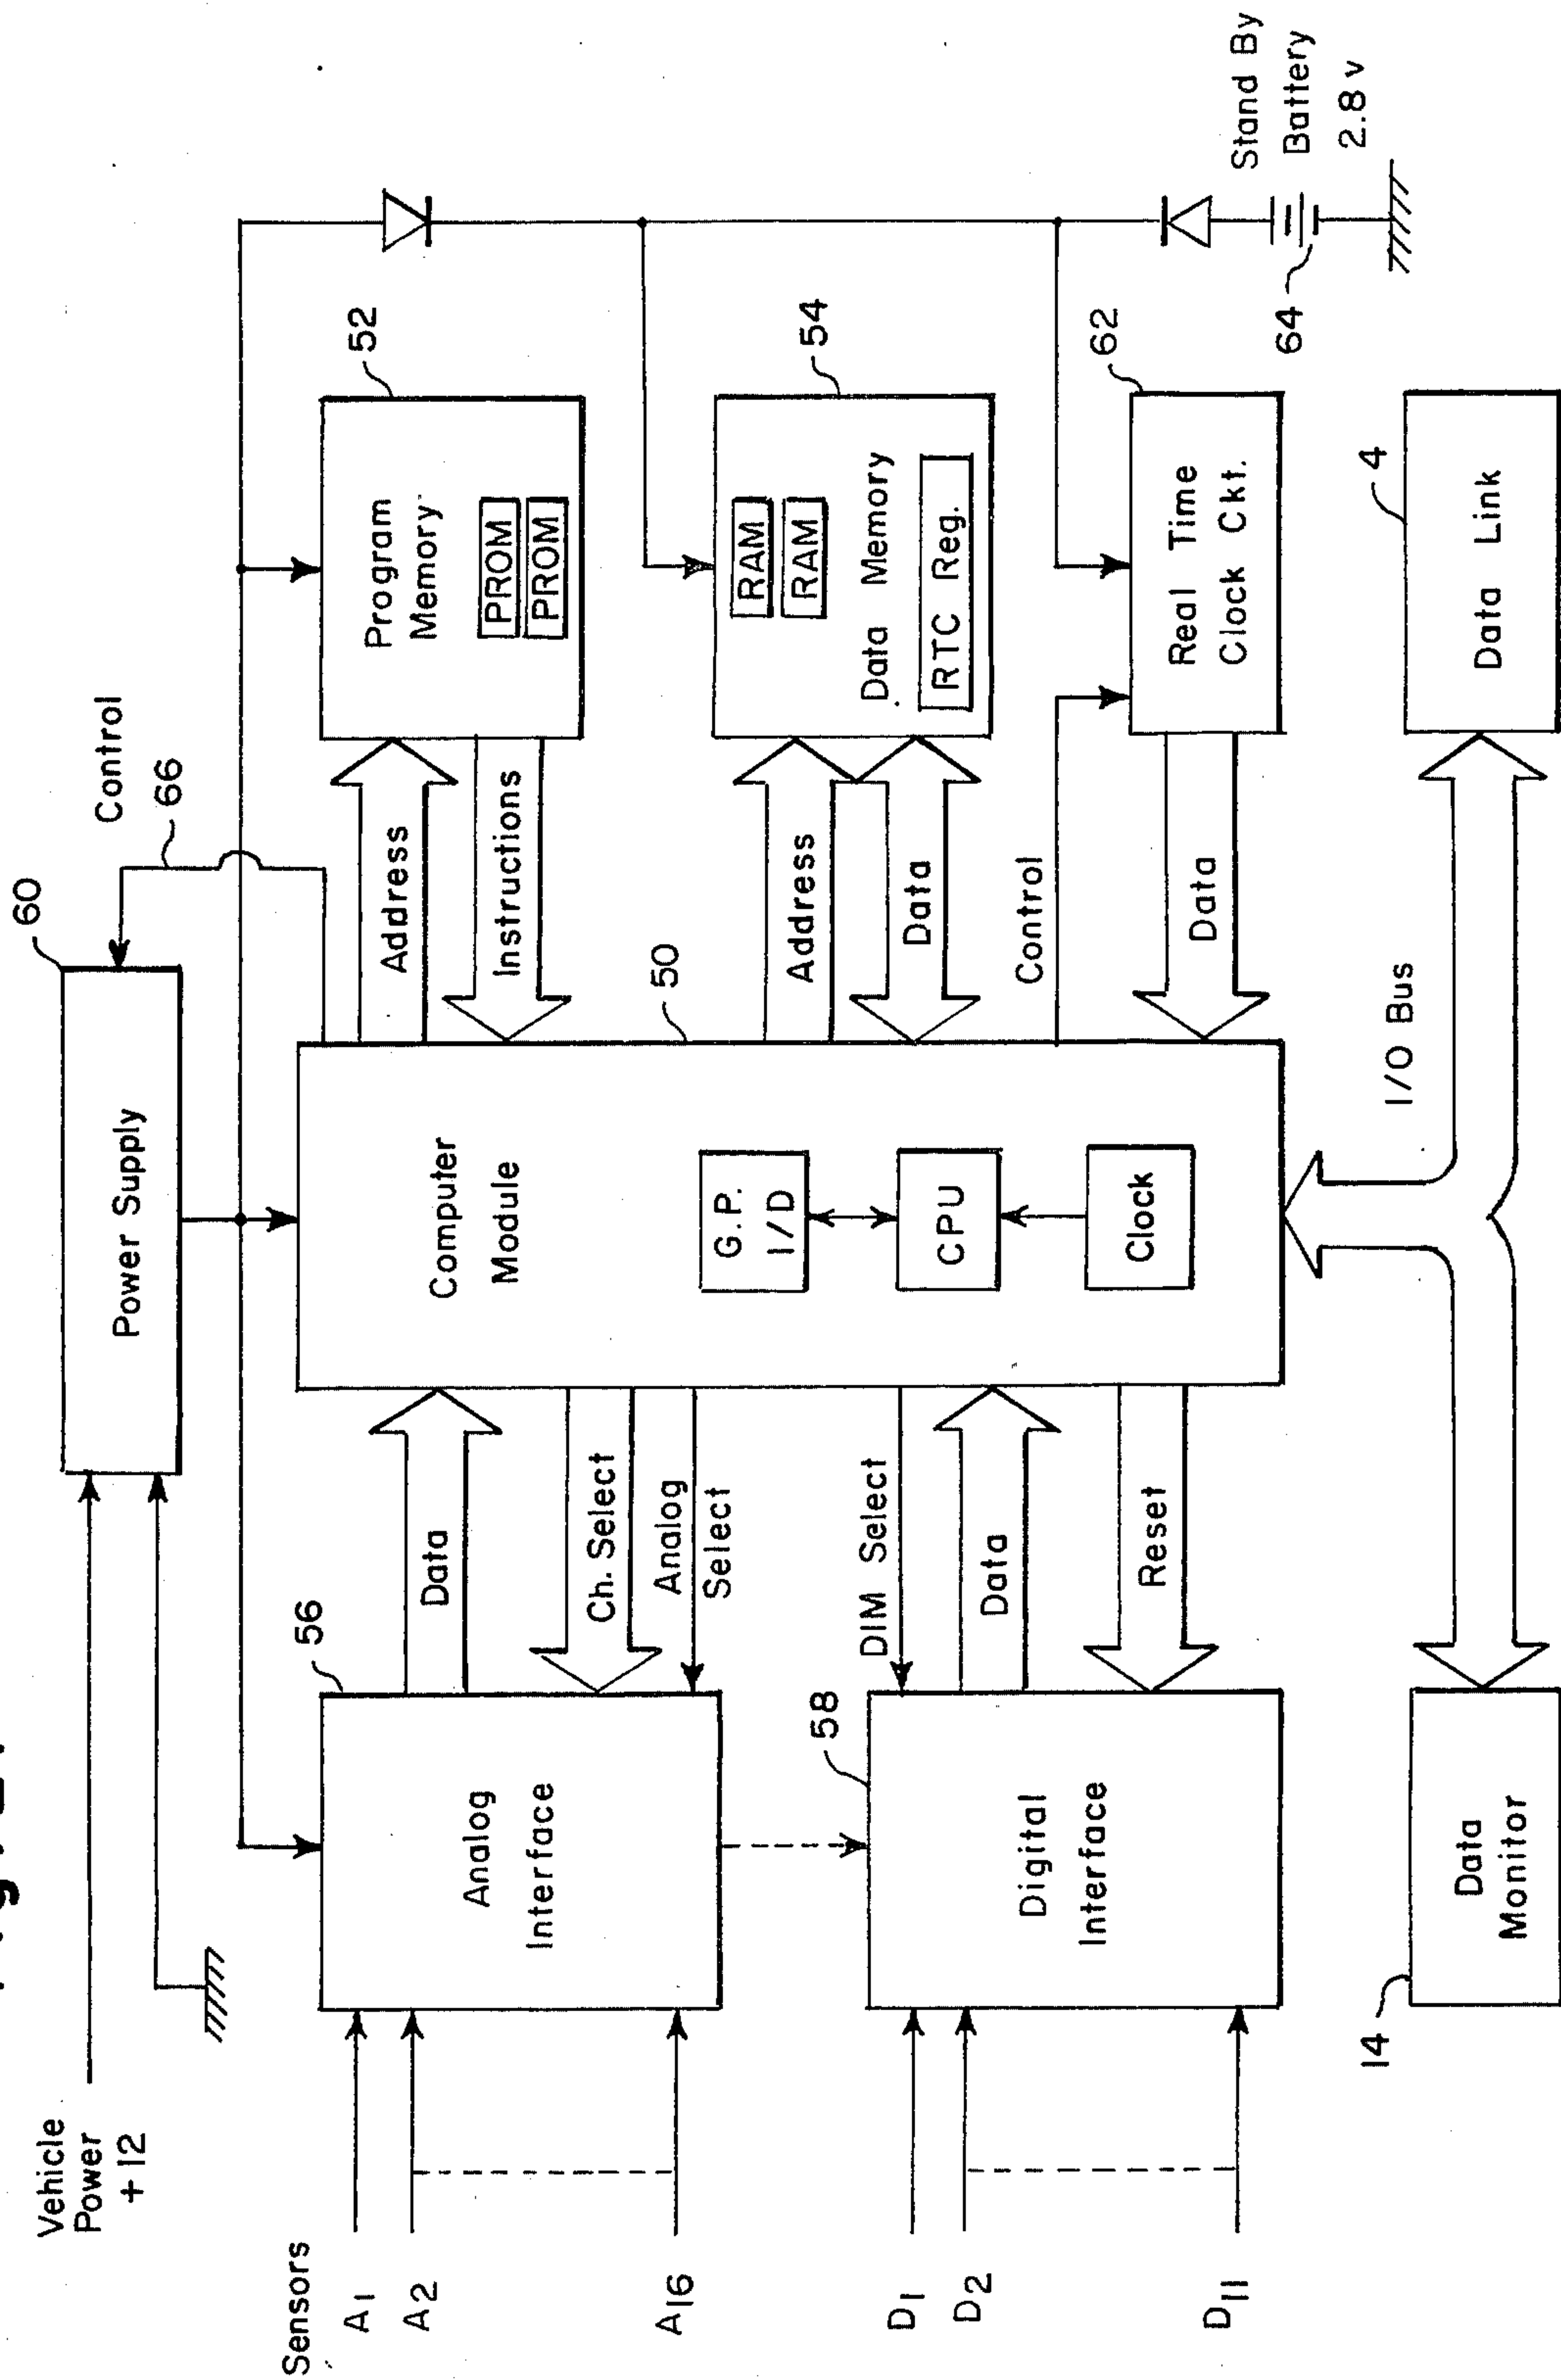 Vehicle
Power
+12
60
Power Supply
Control
66
Sensors
A1
A2
A16
56
Analog
Interface
Data
Ch. Select
Analog
Select
Computer
Module
G.P.
I/D
CPU
Clock
50
Address
Instructions
52
Program
Memory
PROM
PROM
Address
Data
54
RAM
RAM
Data Memory
RTC Reg.
D1
D2
D11
58
Digital
Interface
DIM Select
Data
Reset
Control
Data
62
Real Time
Clock Ckt.
64
Stand By
Battery
2.8 v
I/O Bus
14
Data
Monitor
4
Data Link